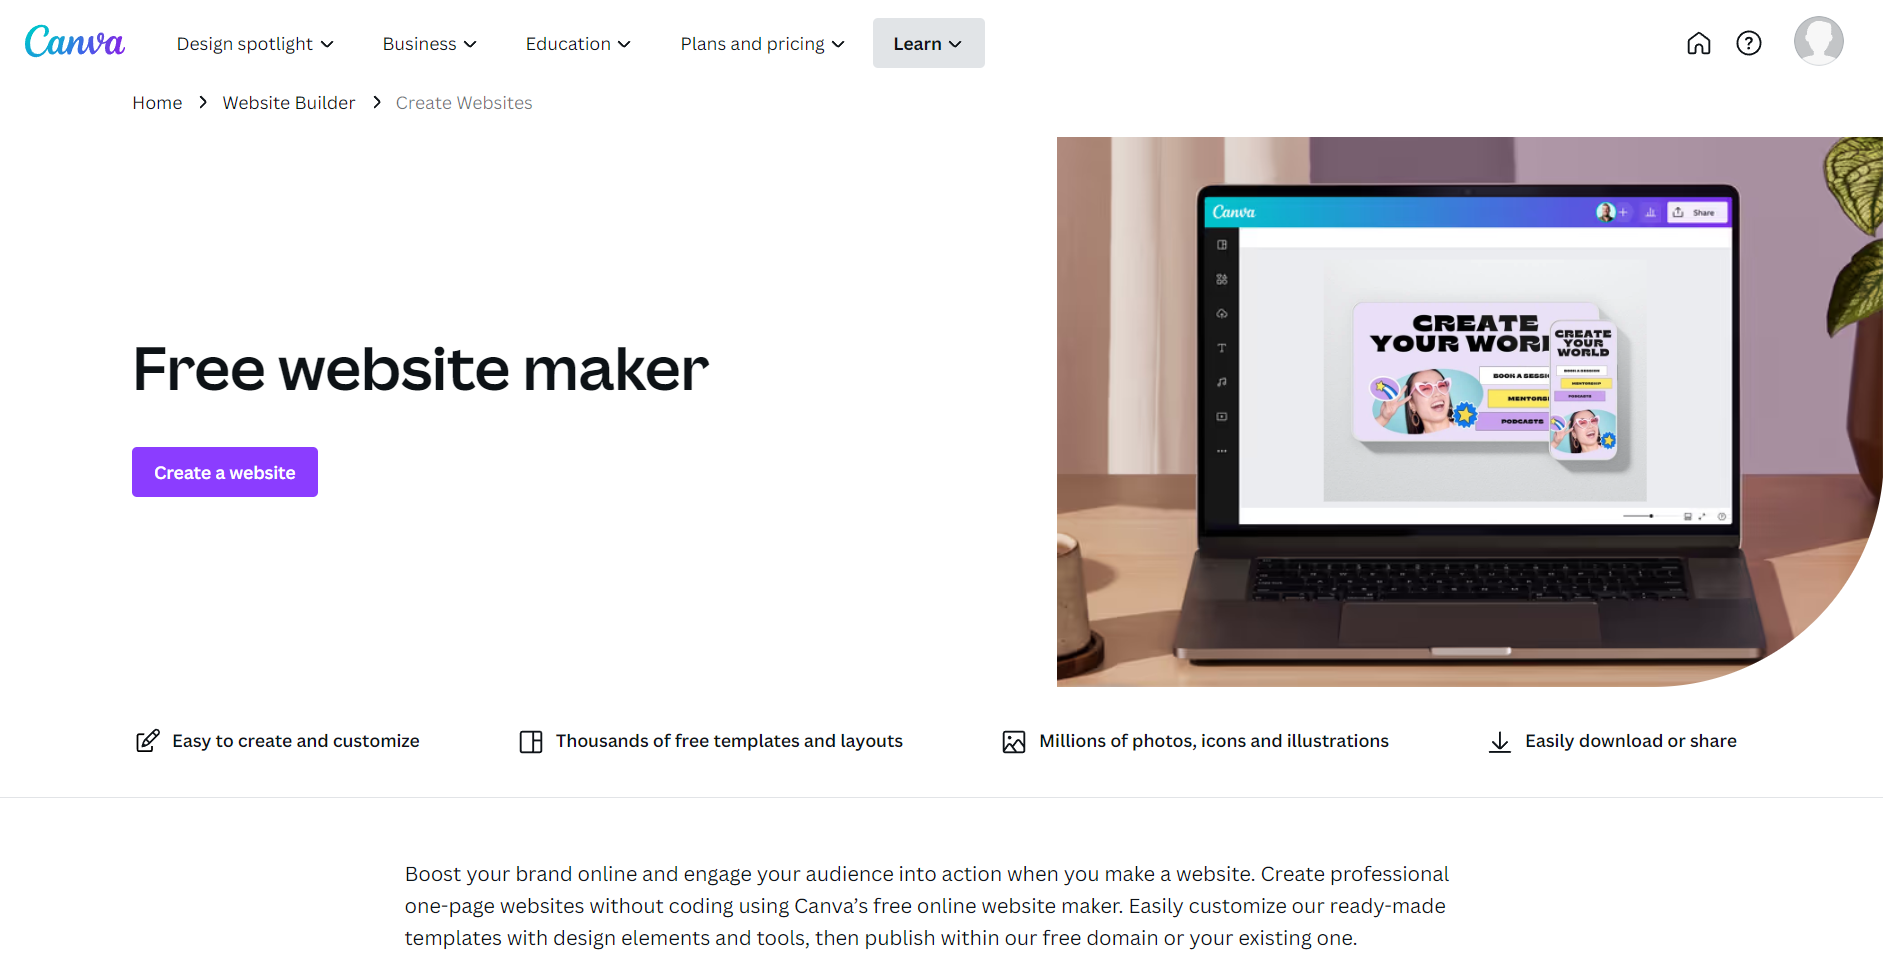 Canva
Design spotlight
Business
Education
Plans and pricing
Learn
Home
Website Builder
Create Websites
Free website maker
Create a website
Canva
Share
CREATE
YOUR WORL
BOOK A SESSI
MENTORS
PODCASTS
CREATE
YOUR
WORLD
BOOK A SESSION
MENTORSHIP
PODCASTS
Easy to create and customize
Thousands of free templates and layouts
Millions of photos, icons and illustrations
Easily download or share
Boost your brand online and engage your audience into action when you make a website. Create professional
one-page websites without coding using Canva’s free online website maker. Easily customize our ready-made
templates with design elements and tools, then publish within our free domain or your existing one.